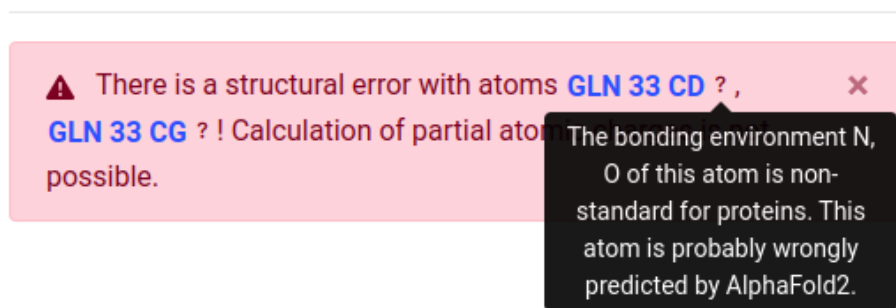 There is a structural error with atoms GLN 33 CD ? ,
GLN 33 CG ? ! Calculation of partial atom
possible.
The bonding environment N,
O of this atom is non-
standard for proteins. This
atom is probably wrongly
predicted by AlphaFold2.